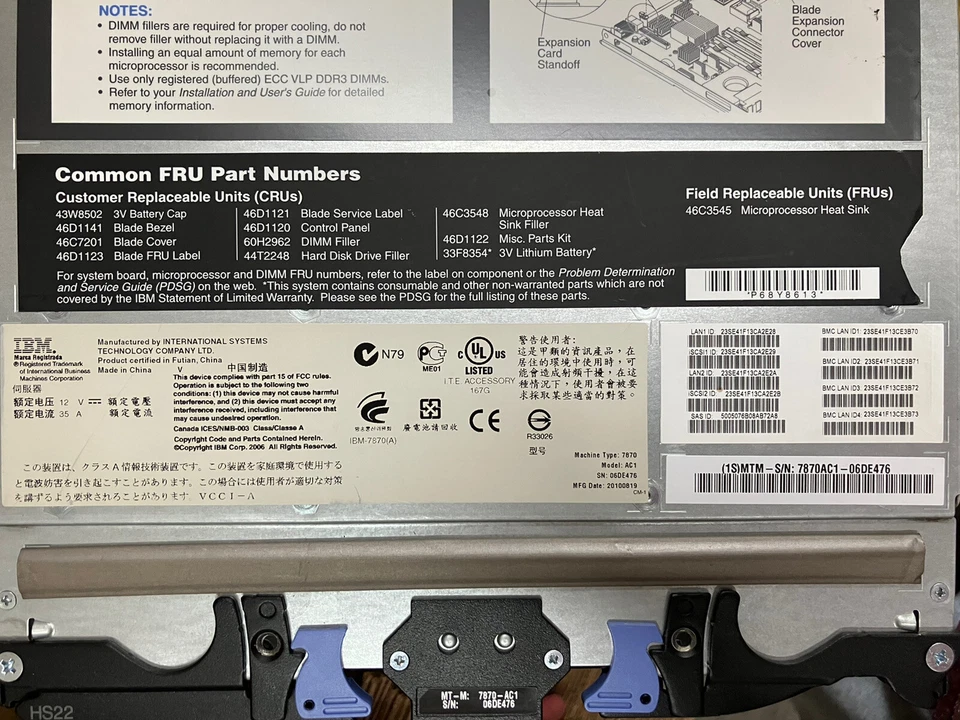 NOTES:
• DIMM fillers are required for proper cooling, do
not remove filler without replacing it with a DIMM.
• Installing an equal amount of memory for each
microprocessor is recommended.
• Use only registered (buffered) ECC VLP DDR3 DIMMs.
• Refer to your Installation and User's Guide for detailed
memory information.
Expansion
Card
Standoff
Blade
Expansion
Connector
Cover
Common FRU Part Numbers
Customer Replaceable Units (CRUs)
43W8502 3V Battery Cap
46D1141 Blade Bezel
46C7201 Blade Cover
46D1123 Blade FRU Label
46D1121 Blade Service Label
46D1120 Control Panel
60H2962 DIMM Filler
44T2248 Hard Disk Drive Filler
46C3548 Microprocessor Heat
Sink Filler
46D1122 Misc. Parts Kit
33F8354* 3V Lithium Battery*
Field Replaceable Units (FRUs)
46C3545 Microprocessor Heat Sink
For system board, microprocessor and DIMM FRU numbers, refer to the label on component or the Problem Determination
and Service Guide (PDSG) on the web. *This system contains consumable and other non-warranted parts which are not
covered by the IBM Statement of Limited Warranty. Please see the PDSG for the full listing of these parts.
*P68Y8613*
IBM.
Marca Registrada
® Registered Trademark
of International Business
Machines Corporation
伺服器
額定电压 12 V 額定電壓
額定电流 35 A 額定電流
Manufactured by INTERNATIONAL SYSTEMS
TECHNOLOGY COMPANY LTD.
Product certified in Futian, China
Made in China V 中国制造
This device complies with part 15 of FCC rules.
Operation is subject to the following two
conditions: (1) this device may not cause harmful
interference, and (2) this device must accept any
interference received, including interference that
may cause undesired operation.
Canada ICES/NMB-003 Class/Classe A
Copyright Code and Parts Contained Herein.
©Copyright IBM Corp. 2006 All Rights Reserved.
N79
ME01
C UL US
LISTED
I.T.E. ACCESSORY
167G
IBM-7870(A)
廢電池請回收
CE
R33026
型号
警告使用者:
這是甲類的資訊產品，在
居住的環境中使用時，可
能會造成射頻干擾，在這
種情況下，使用者會被要
求採取某些適當的對策。
Machine Type: 7870
Model: AC1
SN: 06DE476
MFG Date: 20100819
CM-1
この装置は、クラスA情報技術装置です。この装置を家庭環境で使用する
と電波妨害を引き起こすことがあります。この場合には使用者が適切な対策
を講ずるよう要求されることがあります。VCCI-A
LAN1 ID 23SE41F13CA2E28
iSCSI1 ID 23SE41F13CA2E29
LAN2 ID 23SE41F13CA2E2A
iSCSI2 ID 23SE41F13CA2E2B
SAS ID 5005076B08AB72A8
BMC LAN ID1: 23SE41F13CE3B70
BMC LAN ID2: 23SE41F13CE3B71
BMC LAN ID3: 23SE41F13CE3B72
BMC LAN ID4: 23SE41F13CE3B73
(1S)MTM-S/N: 7870AC1-06DE476
HS22
MT-M: 7870-AC1
S/N: 06DE476